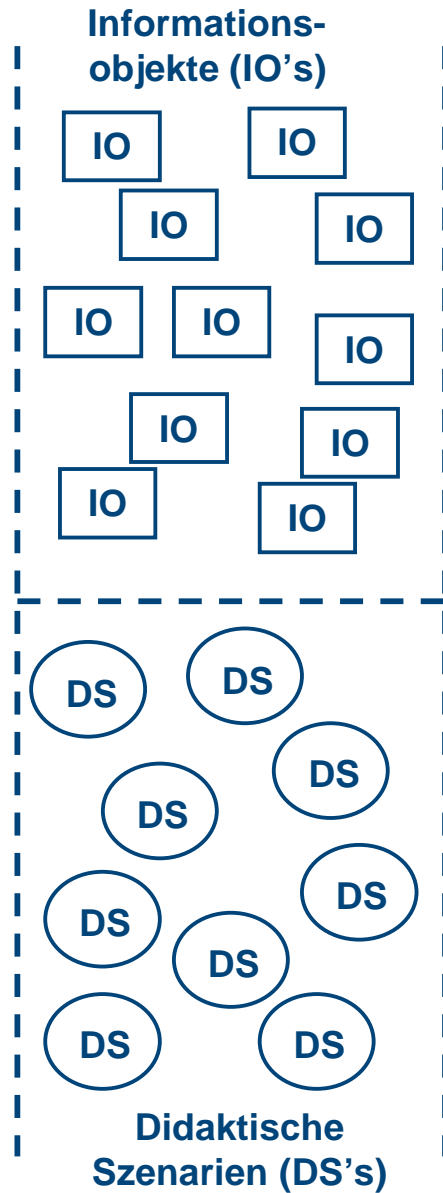 Informations-
objekte (IO's)
IO
IO
IO
IO
IO
IO
IO
IO
IO
IO
IO
DS
DS
DS
DS
DS
DS
DS
DS
DS
Didaktische
Szenarien (DS's)